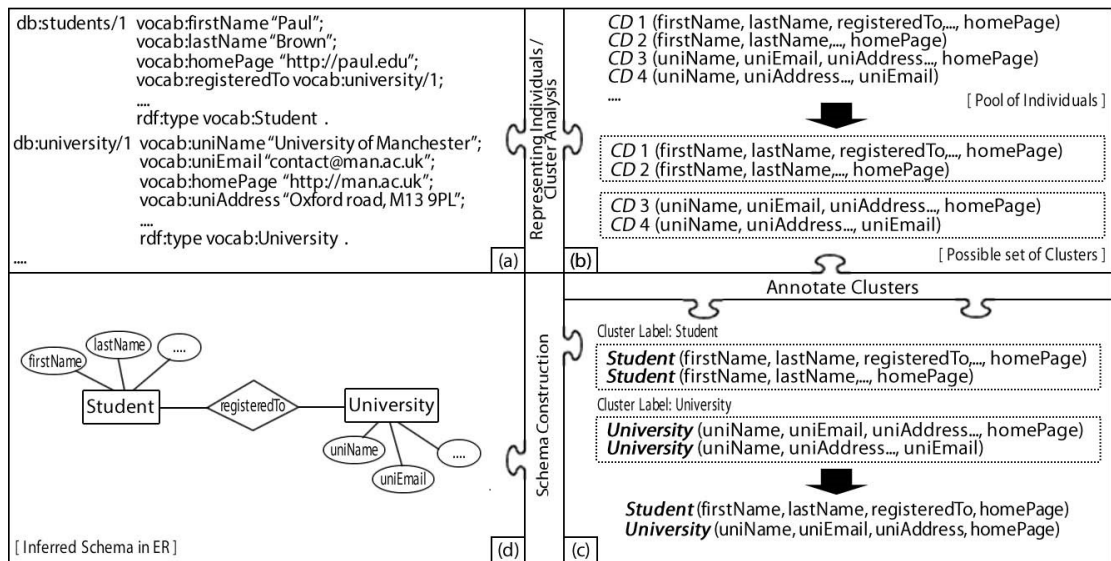 db:students/1 vocab:firstName “Paul”;
vocab:lastName “Brown”;
vocab:homePage “http://paul.edu”;
vocab:registeredTo vocab:university/1;
....
rdf:type vocab:Student .
db:university/1 vocab:uniName “University of Manchester”;
vocab:uniEmail “contact@man.ac.uk”;
vocab:homePage “http://man.ac.uk”;
vocab:uniAddress “Oxford road, M13 9PL”;
....
rdf:type vocab:University .
....
(a)
Representing Individuals /
Cluster Analysis
CD 1 (firstName, lastName, registeredTo,..., homePage)
CD 2 (firstName, lastName,..., homePage)
CD 3 (uniName, uniEmail, uniAddress..., homePage)
CD 4 (uniName, uniAddress..., uniEmail)
....
[ Pool of Individuals ]
CD 1 (firstName, lastName, registeredTo,..., homePage)
CD 2 (firstName, lastName,..., homePage)
CD 3 (uniName, uniEmail, uniAddress..., homePage)
CD 4 (uniName, uniAddress..., uniEmail)
(b)
[ Possible set of Clusters ]
Annotate Clusters
Cluster Label: Student
Student (firstName, lastName, registeredTo,..., homePage)
Student (firstName, lastName,..., homePage)
Cluster Label: University
University (uniName, uniEmail, uniAddress..., homePage)
University (uniName, uniAddress..., uniEmail)
Student (firstName, lastName, registeredTo, homePage)
University (uniName, uniEmail, uniAddress, homePage)
(c)
Schema Construction
firstName
lastName
....
Student
registeredTo
University
uniName
uniEmail
....
[ Inferred Schema in ER ]
(d)